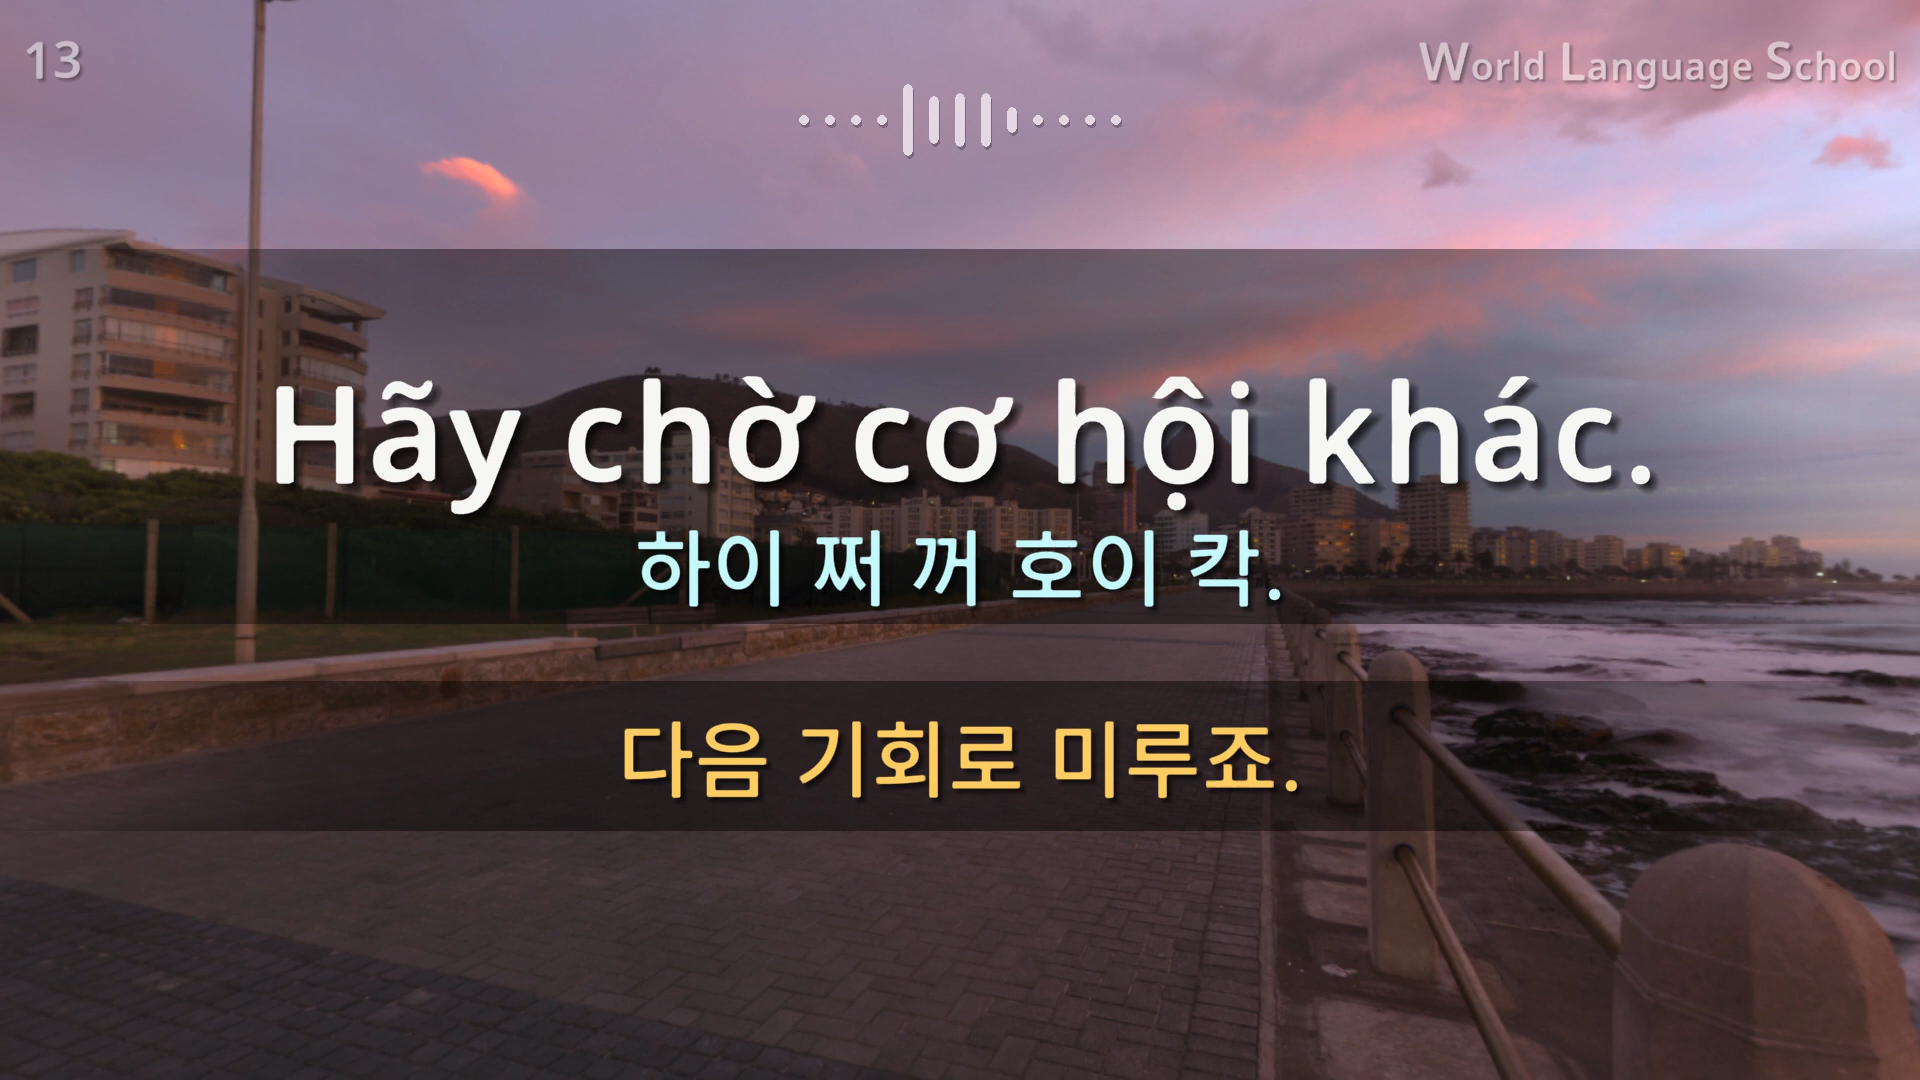 13
World Language School
Hãy chờ cơ hội khác.
하이 쩌 꺼 호이 칵.
다음 기회로 미루죠.